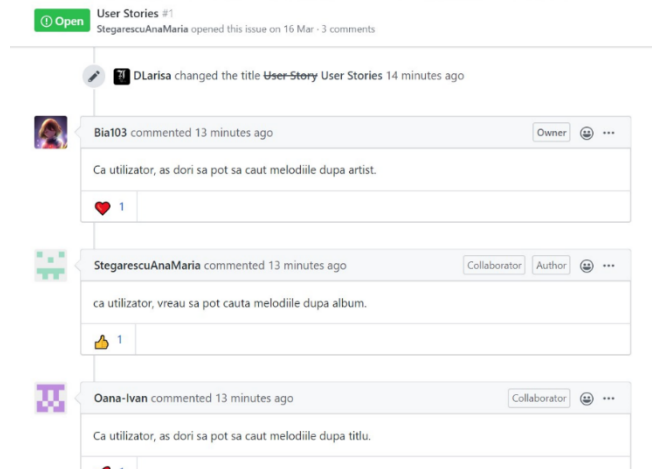 Open
User Stories #1
StegarescuAnaMaria opened this issue on 16 Mar · 3 comments
DLarisa changed the title User Story User Stories 14 minutes ago
Bia103 commented 13 minutes ago
Owner
Ca utilizator, as dori sa pot sa caut melodiile dupa artist.
1
StegarescuAnaMaria commented 13 minutes ago
Collaborator Author
ca utilizator, vreau sa pot cauta melodiile dupa album.
1
Oana-Ivan commented 13 minutes ago
Collaborator
Ca utilizator, as dori sa pot sa caut melodiile dupa titlu.